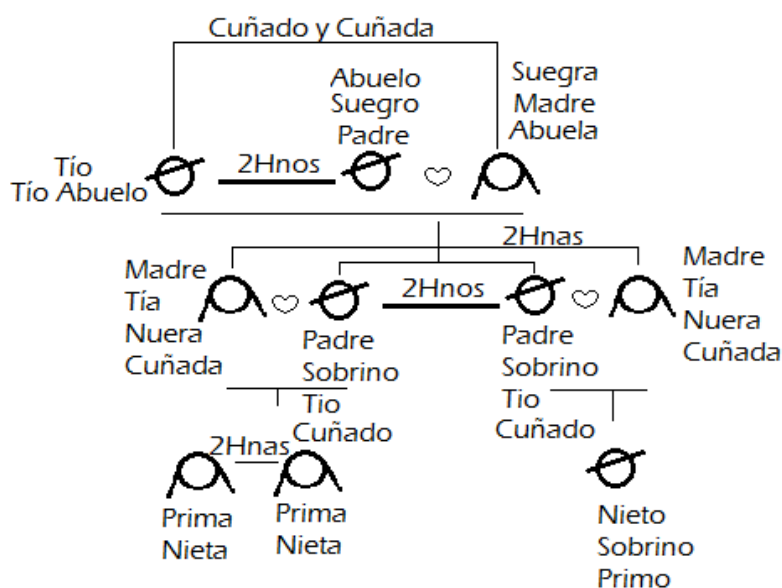 Cuñado y Cuñada
Abuelo
Suegro
Padre
Suegra
Madre
Abuela
Tío
Tío Abuelo
2Hnos
2Hnas
Madre
Tía
Nuera
Cuñada
2Hnos
Madre
Tía
Nuera
Cuñada
Padre
Sobrino
Tio
Cuñado
Padre
Sobrino
Tio
Cuñado
2Hnas
Prima
Nieta
Prima
Nieta
Nieto
Sobrino
Primo